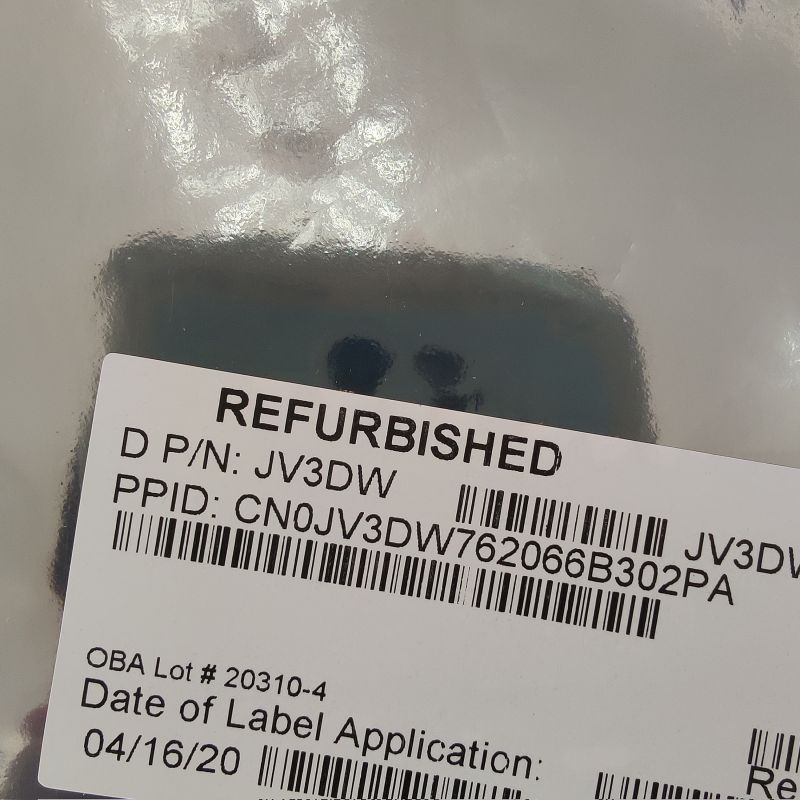 REFURBISHED
D P/N: JV3DW
JV3DW
PPID: CN0JV3DW762066B302PA
OBA Lot # 20310-4
Date of Label Application:
04/16/20